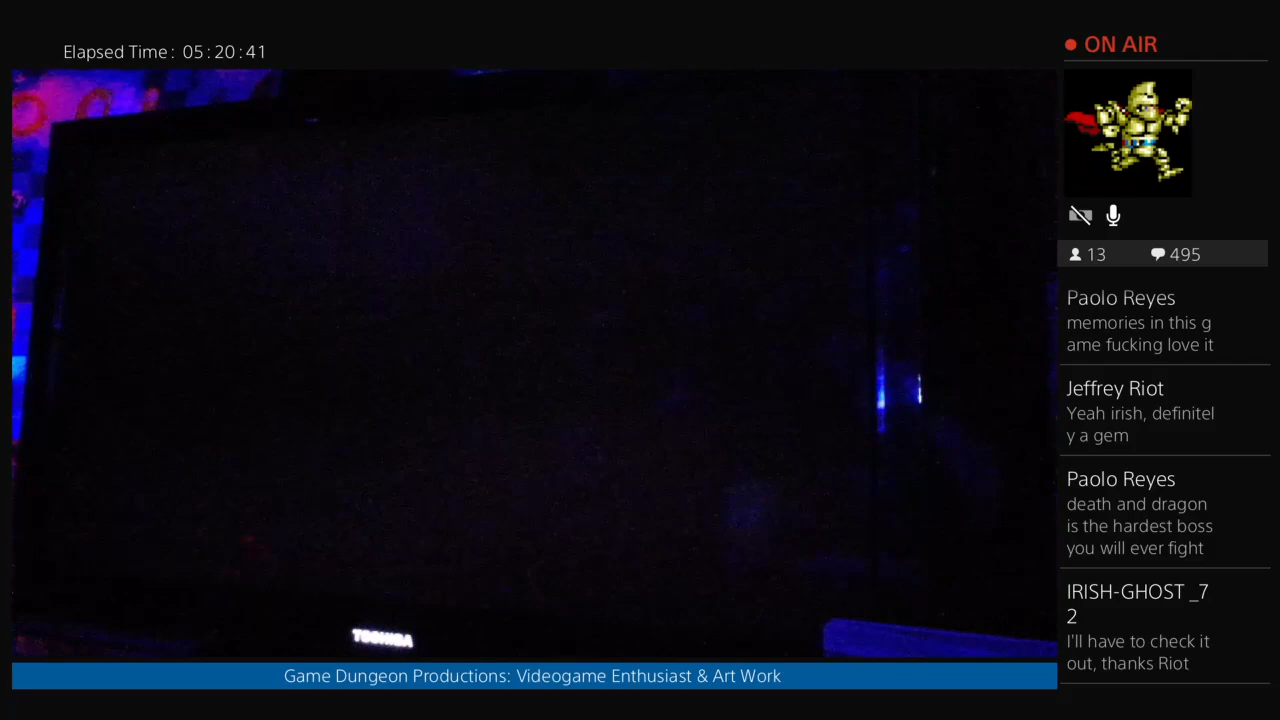 Elapsed Time: 05:20:41
ON AIR
13 495
Paolo Reyes
memories in this g
ame fucking love it
Jeffrey Riot
Yeah irish, definitel
y a gem
Paolo Reyes
death and dragon
is the hardest boss
you will ever fight
IRISH-GHOST _7
2
I'll have to check it
out, thanks Riot
TOSHIBA
Game Dungeon Productions: Videogame Enthusiast & Art Work